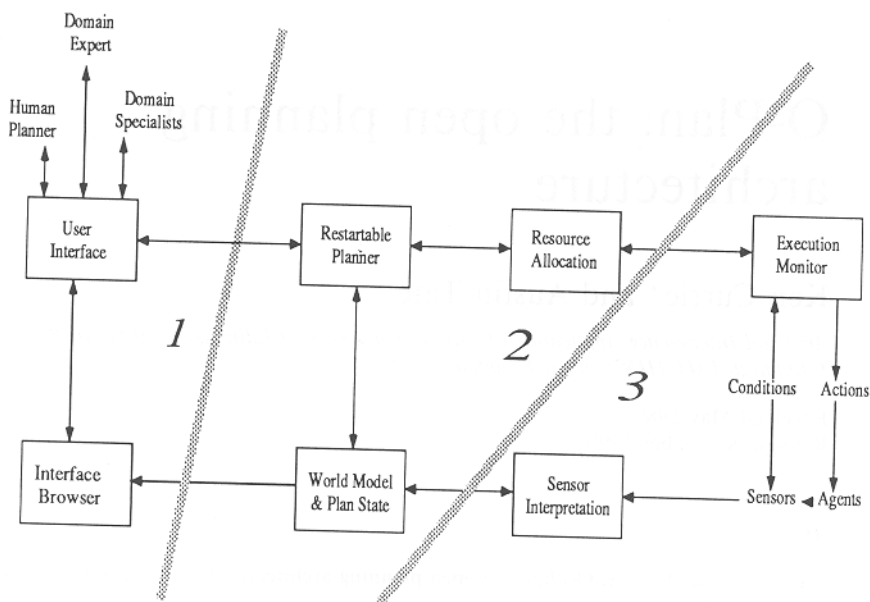 Domain
Expert
Human
Planner
Domain
Specialists
User
Interface
Restartable
Planner
Resource
Allocation
Execution
Monitor
1
2
3
Conditions
Actions
Interface
Browser
World Model
& Plan State
Sensor
Interpretation
Sensors
Agents
O-Plan, the open planning
architecture